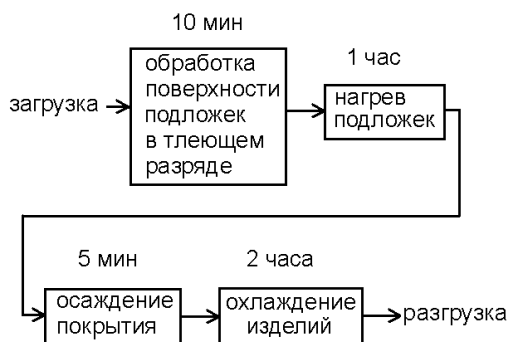 10 мин
загрузка
обработка
поверхности
подложек
в тлеющем
разряде
1 час
нагрев
подложек
5 мин
осаждение
покрытия
2 часа
охлаждение
изделий
разгрузка